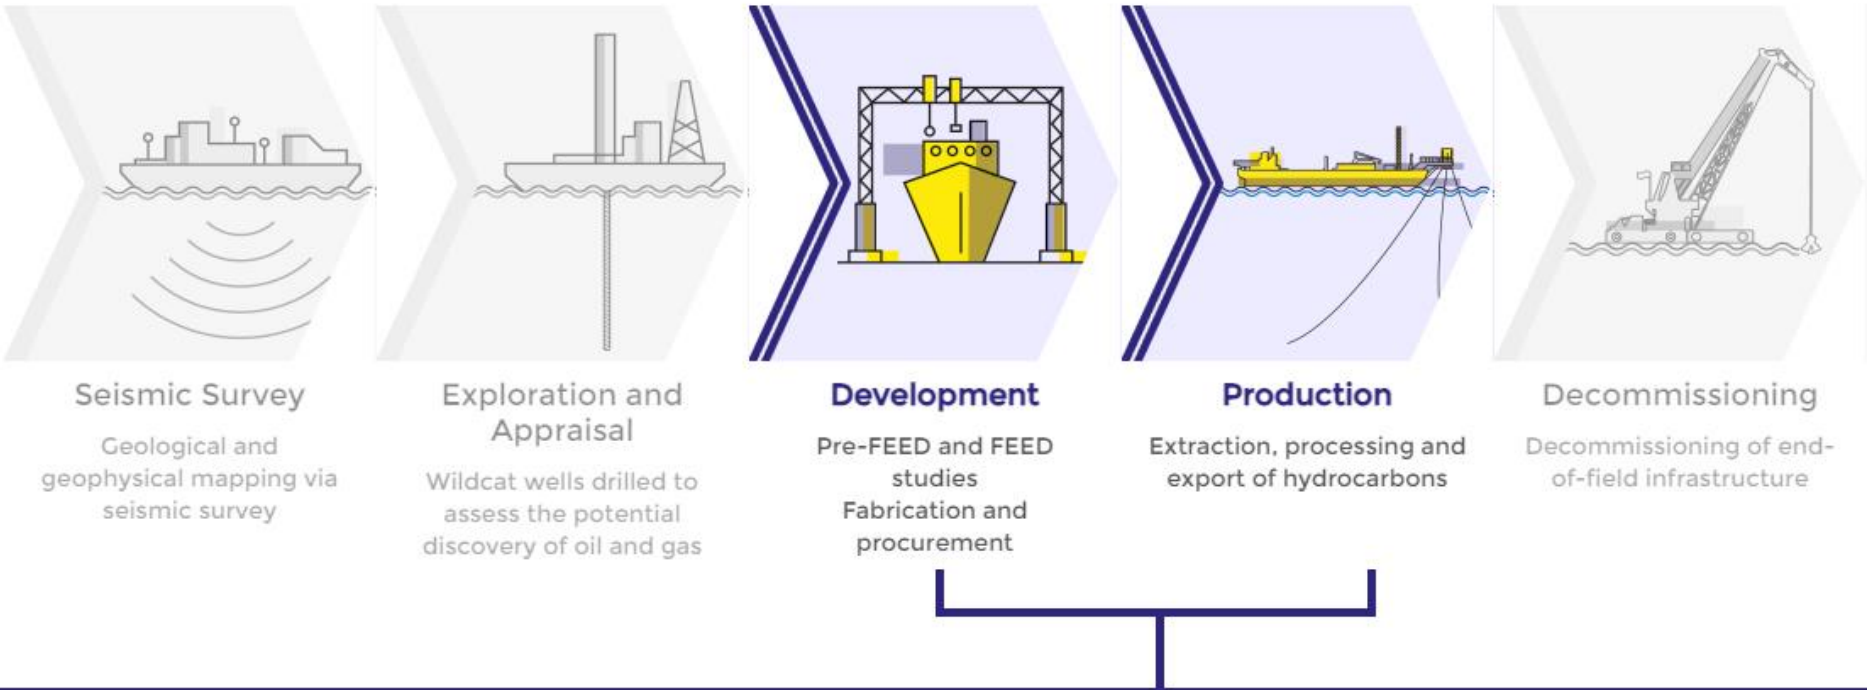 Seismic Survey
Geological and
geophysical mapping via
seismic survey
Exploration and
Appraisal
Wildcat wells drilled to
assess the potential
discovery of oil and gas
Development
Pre-FEED and FEED
studies
Fabrication and
procurement
Production
Extraction, processing and
export of hydrocarbons
Decommissioning
Decommissioning of end-
of-field infrastructure